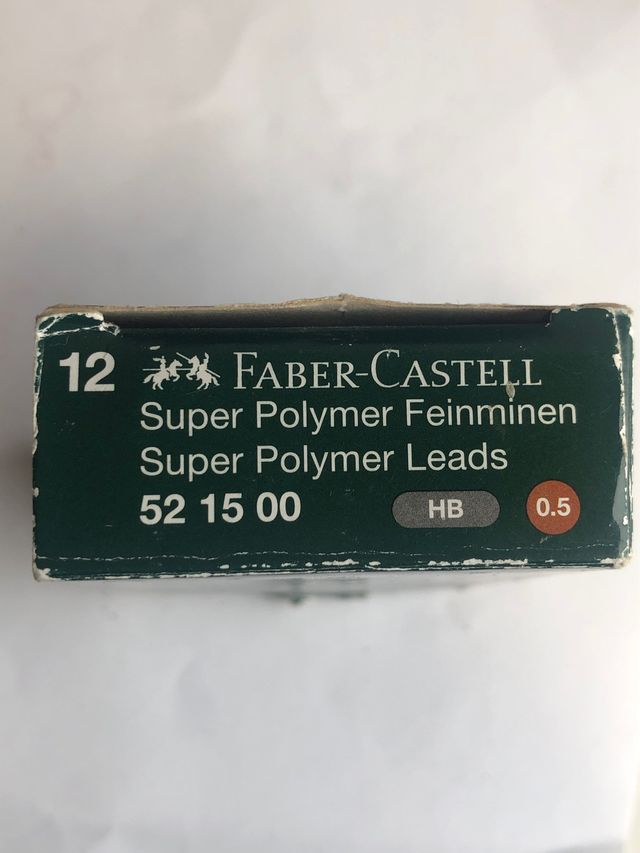 12 FABER-CASTELL
Super Polymer Feinminen
Super Polymer Leads
52 15 00 HB 0.5